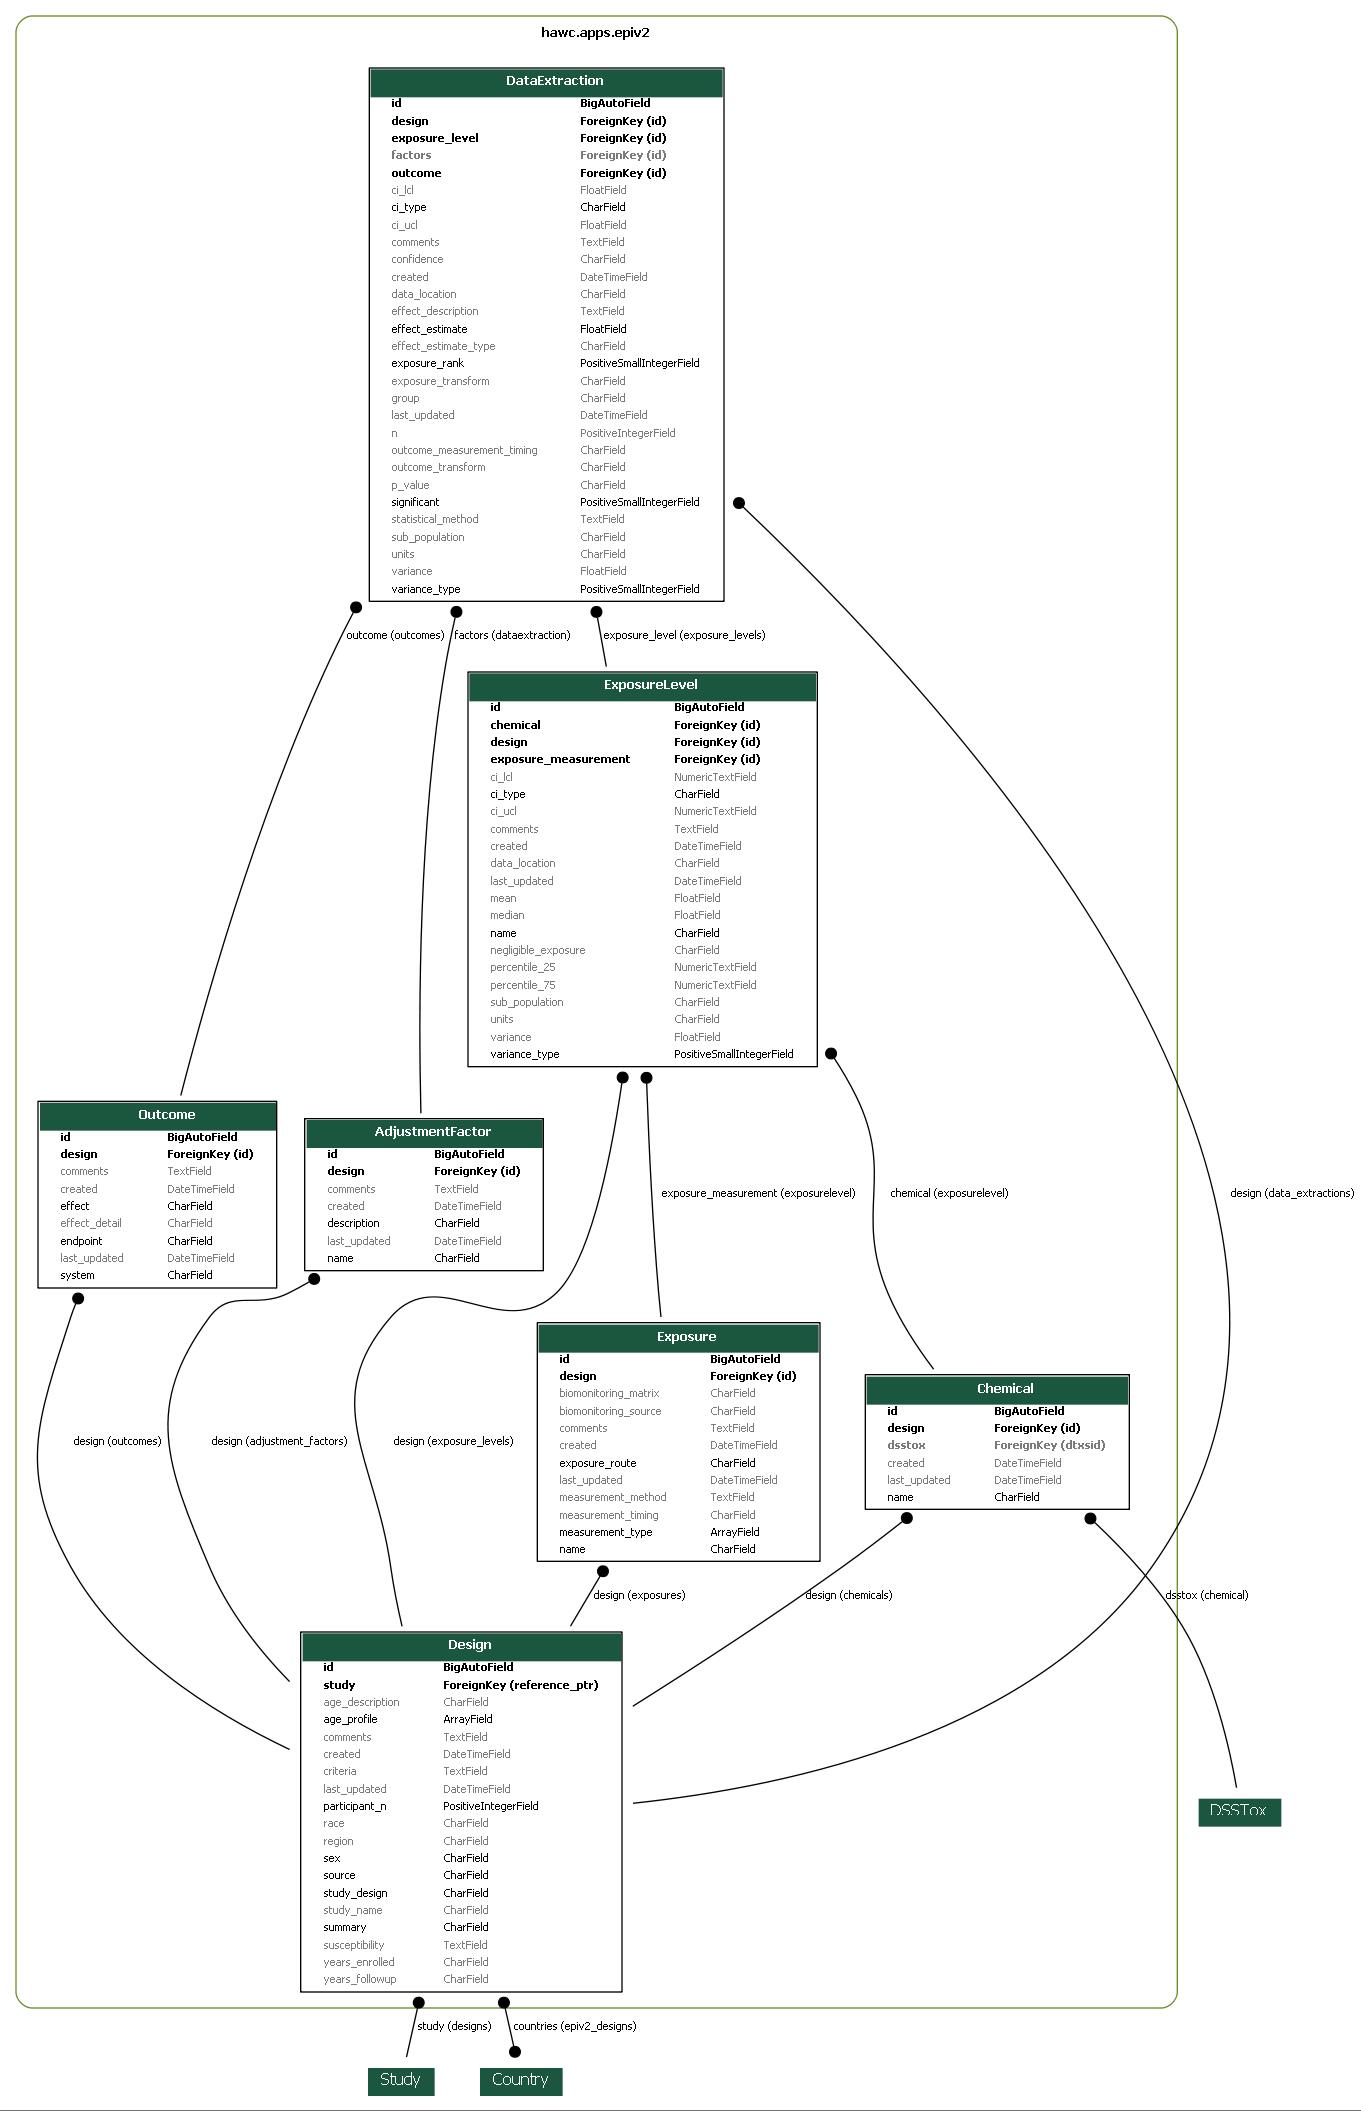 hawc.apps.epiv2
DataExtraction
id BigAutoField
design ForeignKey (id)
exposure_level ForeignKey (id)
factors ForeignKey (id)
outcome ForeignKey (id)
ci_lcl FloatField
ci_type CharField
ci_ucl FloatField
comments TextField
confidence CharField
created DateTimeField
data_location CharField
effect_description TextField
effect_estimate FloatField
effect_estimate_type CharField
exposure_rank PositiveSmallIntegerField
exposure_transform CharField
group CharField
last_updated DateTimeField
n PositiveIntegerField
outcome_measurement_timing CharField
outcome_transform CharField
p_value CharField
significant PositiveSmallIntegerField
statistical_method TextField
sub_population CharField
units CharField
variance FloatField
variance_type PositiveSmallIntegerField
outcome (outcomes) factors (dataextraction) exposure_level (exposure_levels)
ExposureLevel
id BigAutoField
chemical ForeignKey (id)
design ForeignKey (id)
exposure_measurement ForeignKey (id)
ci_lcl NumericTextField
ci_type CharField
ci_ucl NumericTextField
comments TextField
created DateTimeField
data_location CharField
last_updated DateTimeField
mean FloatField
median FloatField
name CharField
negligible_exposure CharField
percentile_25 NumericTextField
percentile_75 NumericTextField
sub_population CharField
units CharField
variance FloatField
variance_type PositiveSmallIntegerField
Outcome
id BigAutoField
design ForeignKey (id)
comments TextField
created DateTimeField
effect CharField
effect_detail CharField
endpoint CharField
last_updated DateTimeField
system CharField
AdjustmentFactor
id BigAutoField
design ForeignKey (id)
comments TextField
created DateTimeField
description CharField
last_updated DateTimeField
name CharField
exposure_measurement (exposurelevel) chemical (exposurelevel) design (data_extractions)
Exposure
id BigAutoField
design ForeignKey (id)
biomonitoring_matrix CharField
biomonitoring_source CharField
comments TextField
created DateTimeField
exposure_route CharField
last_updated DateTimeField
measurement_method TextField
measurement_timing CharField
measurement_type ArrayField
name CharField
Chemical
id BigAutoField
design ForeignKey (id)
dsstox ForeignKey (dtxsid)
created DateTimeField
last_updated DateTimeField
name CharField
design (outcomes) design (adjustment_factors) design (exposure_levels)
design (exposures) design (chemicals) dsstox (chemical)
Design
id BigAutoField
study ForeignKey (reference_ptr)
age_description CharField
age_profile ArrayField
comments TextField
created DateTimeField
criteria TextField
last_updated DateTimeField
participant_n PositiveIntegerField
race CharField
region CharField
sex CharField
source CharField
study_design CharField
study_name CharField
summary CharField
susceptibility TextField
years_enrolled CharField
years_followup CharField
DSSTox
study (designs) countries (epiv2_designs)
Study Country